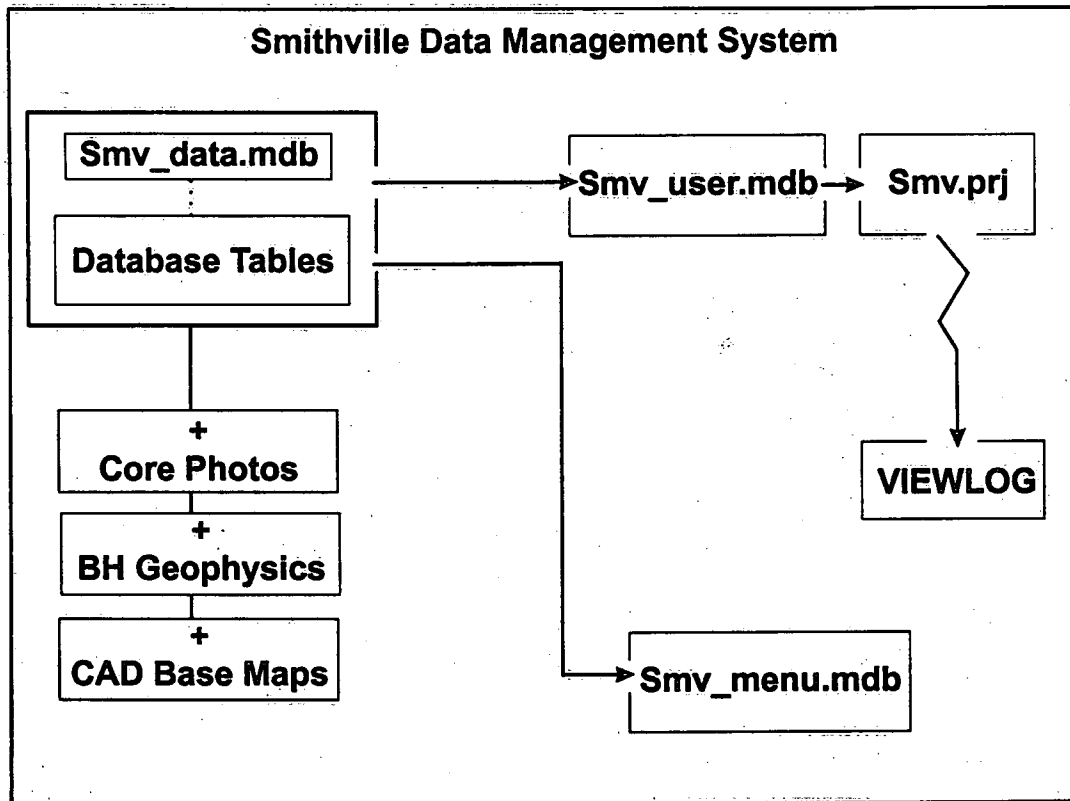 Smithville Data Management System
Smv_data.mdb
Database Tables
Smv_user.mdb
Smv.prj
+
Core Photos
+
BH Geophysics
+
CAD Base Maps
VIEWLOG
Smv_menu.mdb